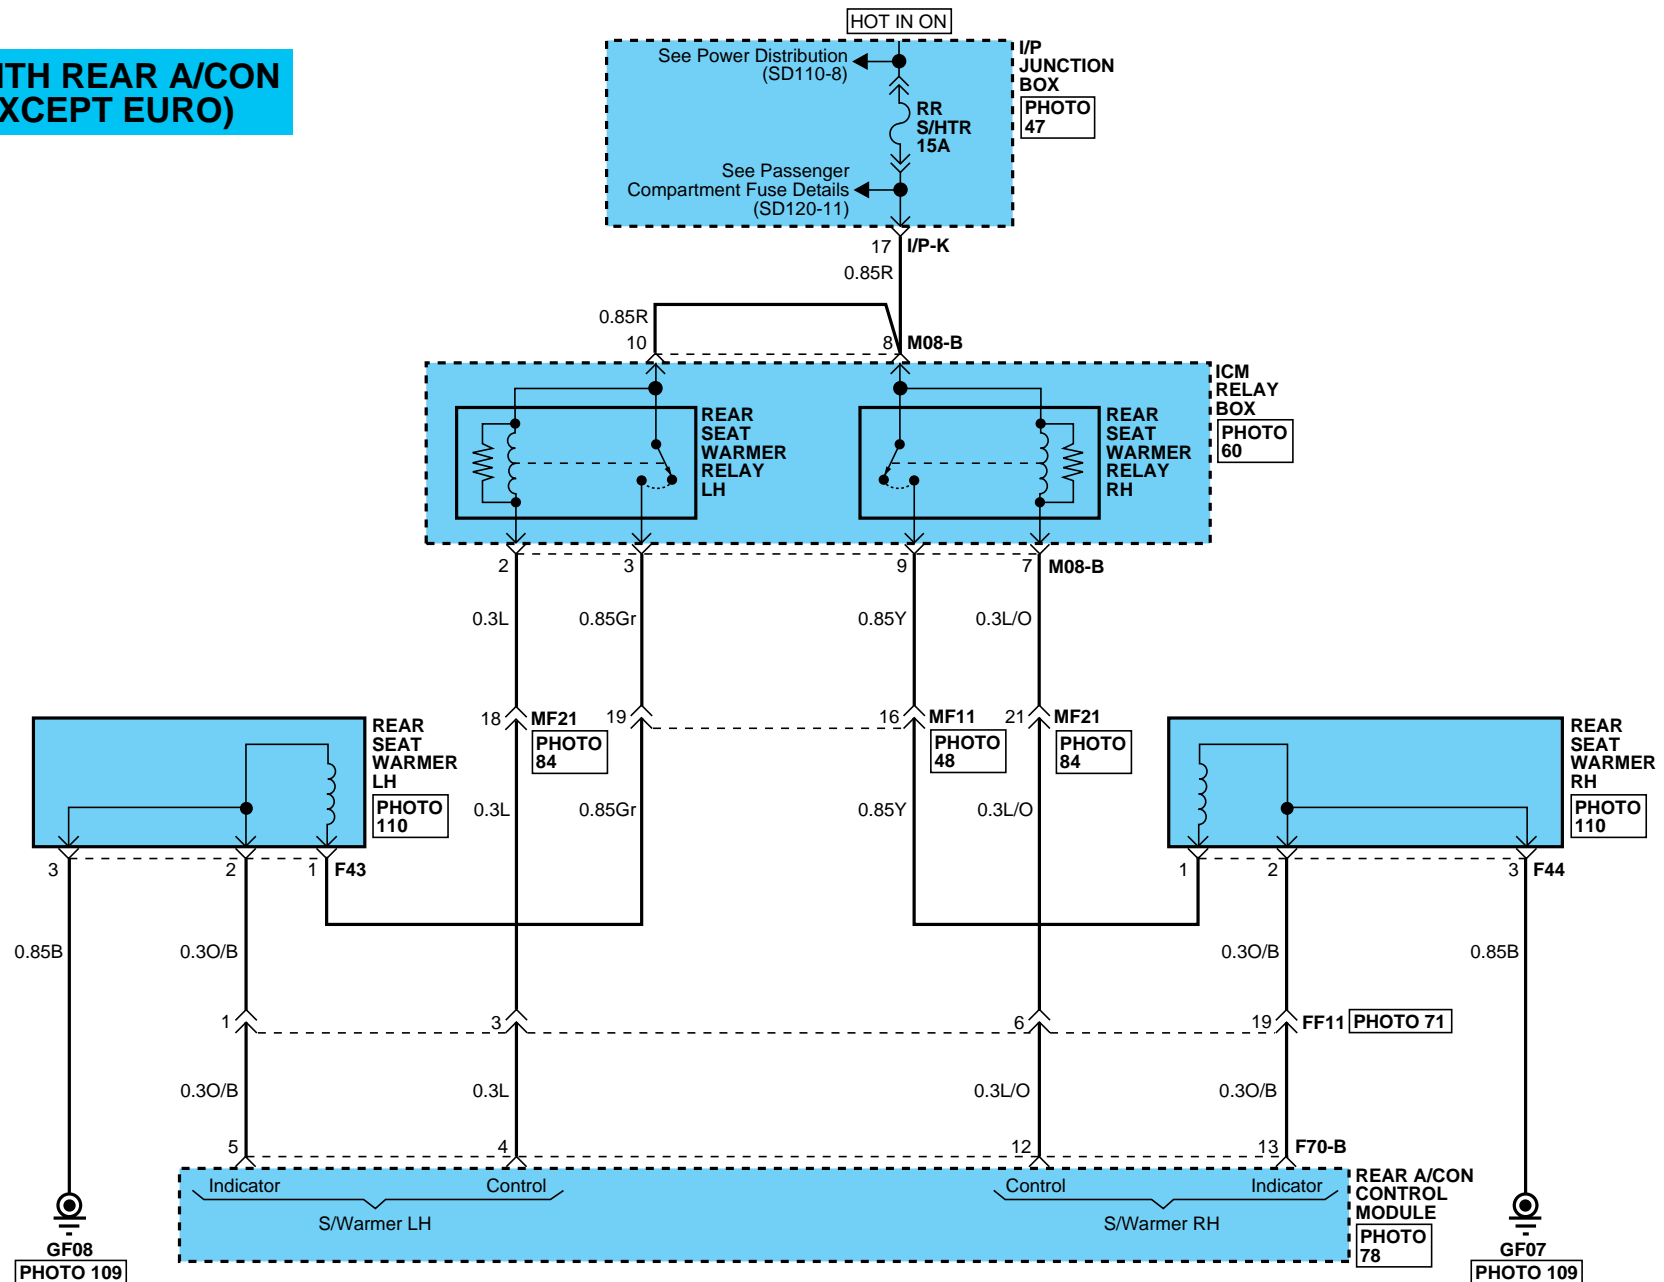 HOT IN ON
ITH REAR A/CON
XCEPT EURO)
See Power Distribution
(SD110-8)
RR
S/HTR
15A
See Passenger
Compartment Fuse Details
(SD120-11)
I/P
JUNCTION
BOX
PHOTO
47
17 I/P-K
0.85R
0.85R
10
8 M08-B
ICM
RELAY
BOX
PHOTO
60
REAR
SEAT
WARMER
RELAY
LH
REAR
SEAT
WARMER
RELAY
RH
2 3 9 7 M08-B
0.3L 0.85Gr 0.85Y 0.3L/O
18 MF21 19 16 MF11 21 MF21
PHOTO
84
PHOTO
48
PHOTO
84
REAR
SEAT
WARMER
LH
PHOTO
110
REAR
SEAT
WARMER
RH
PHOTO
110
0.3L 0.85Gr 0.85Y 0.3L/O
3 2 1 F43
1 2 3 F44
0.85B 0.3O/B 0.3O/B 0.85B
1 3 6 19 FF11 PHOTO 71
0.3O/B 0.3L 0.3L/O 0.3O/B
5 4 12 13 F70-B
Indicator Control Control Indicator
S/Warmer LH S/Warmer RH
REAR A/CON
CONTROL
MODULE
PHOTO
78
GF08
PHOTO 109
GF07
PHOTO 109